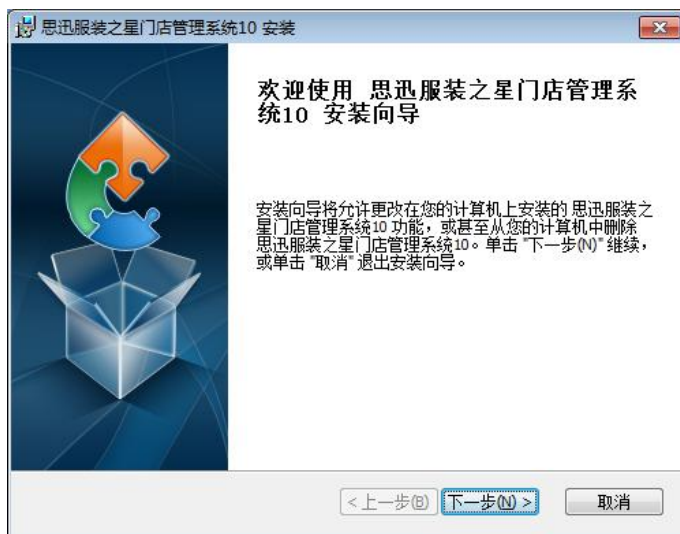 思迅服装之星门店管理系统10 安装
欢迎使用 思迅服装之星门店管理系
统10 安装向导
安装向导将允许更改在您的计算机上安装的 思迅服装之
星门店管理系统10 功能，或甚至从您的计算机中删除
思迅服装之星门店管理系统10。单击 "下一步(N)" 继续，
或单击 "取消" 退出安装向导。
< 上一步(B) 下一步(N) > 取消